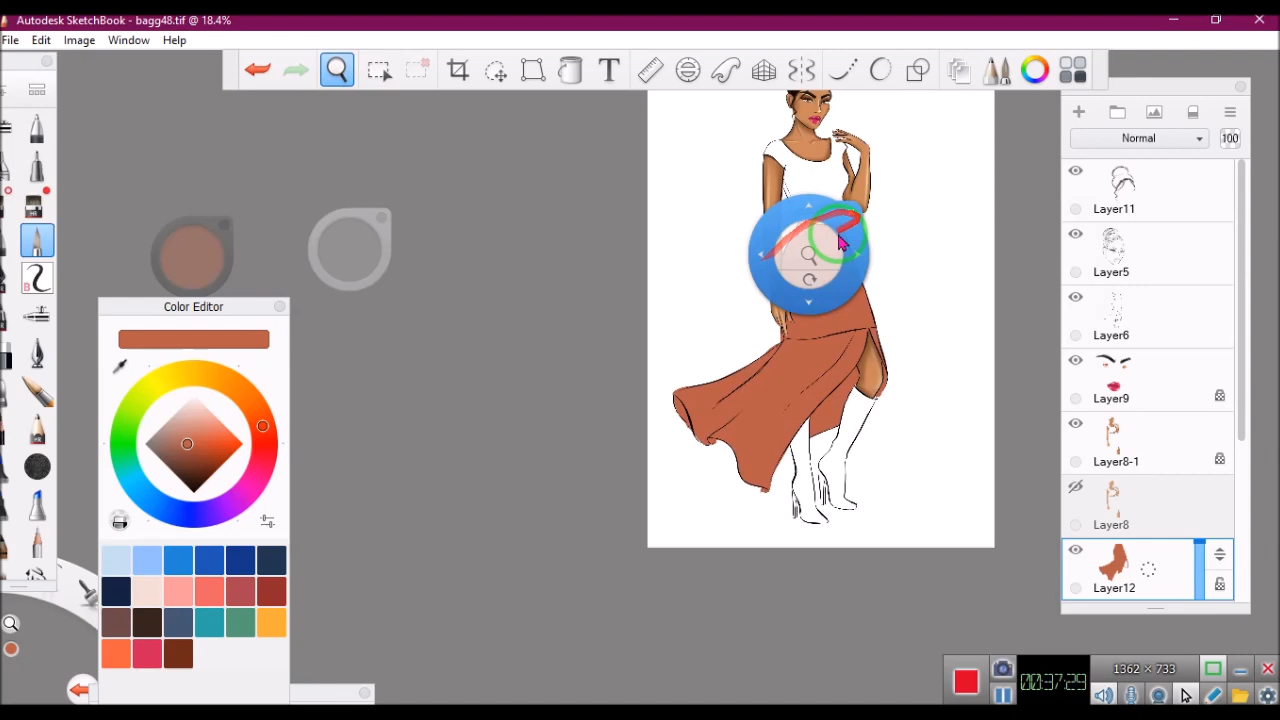 Autodesk SketchBook - bagg48.tif @ 18.4%
File Edit Image Window Help
Normal
100
Layer11
Layer5
Layer6
Layer9
Layer8-1
Layer8
Layer12
Color Editor
B
HR
1362 × 733
00:37:29